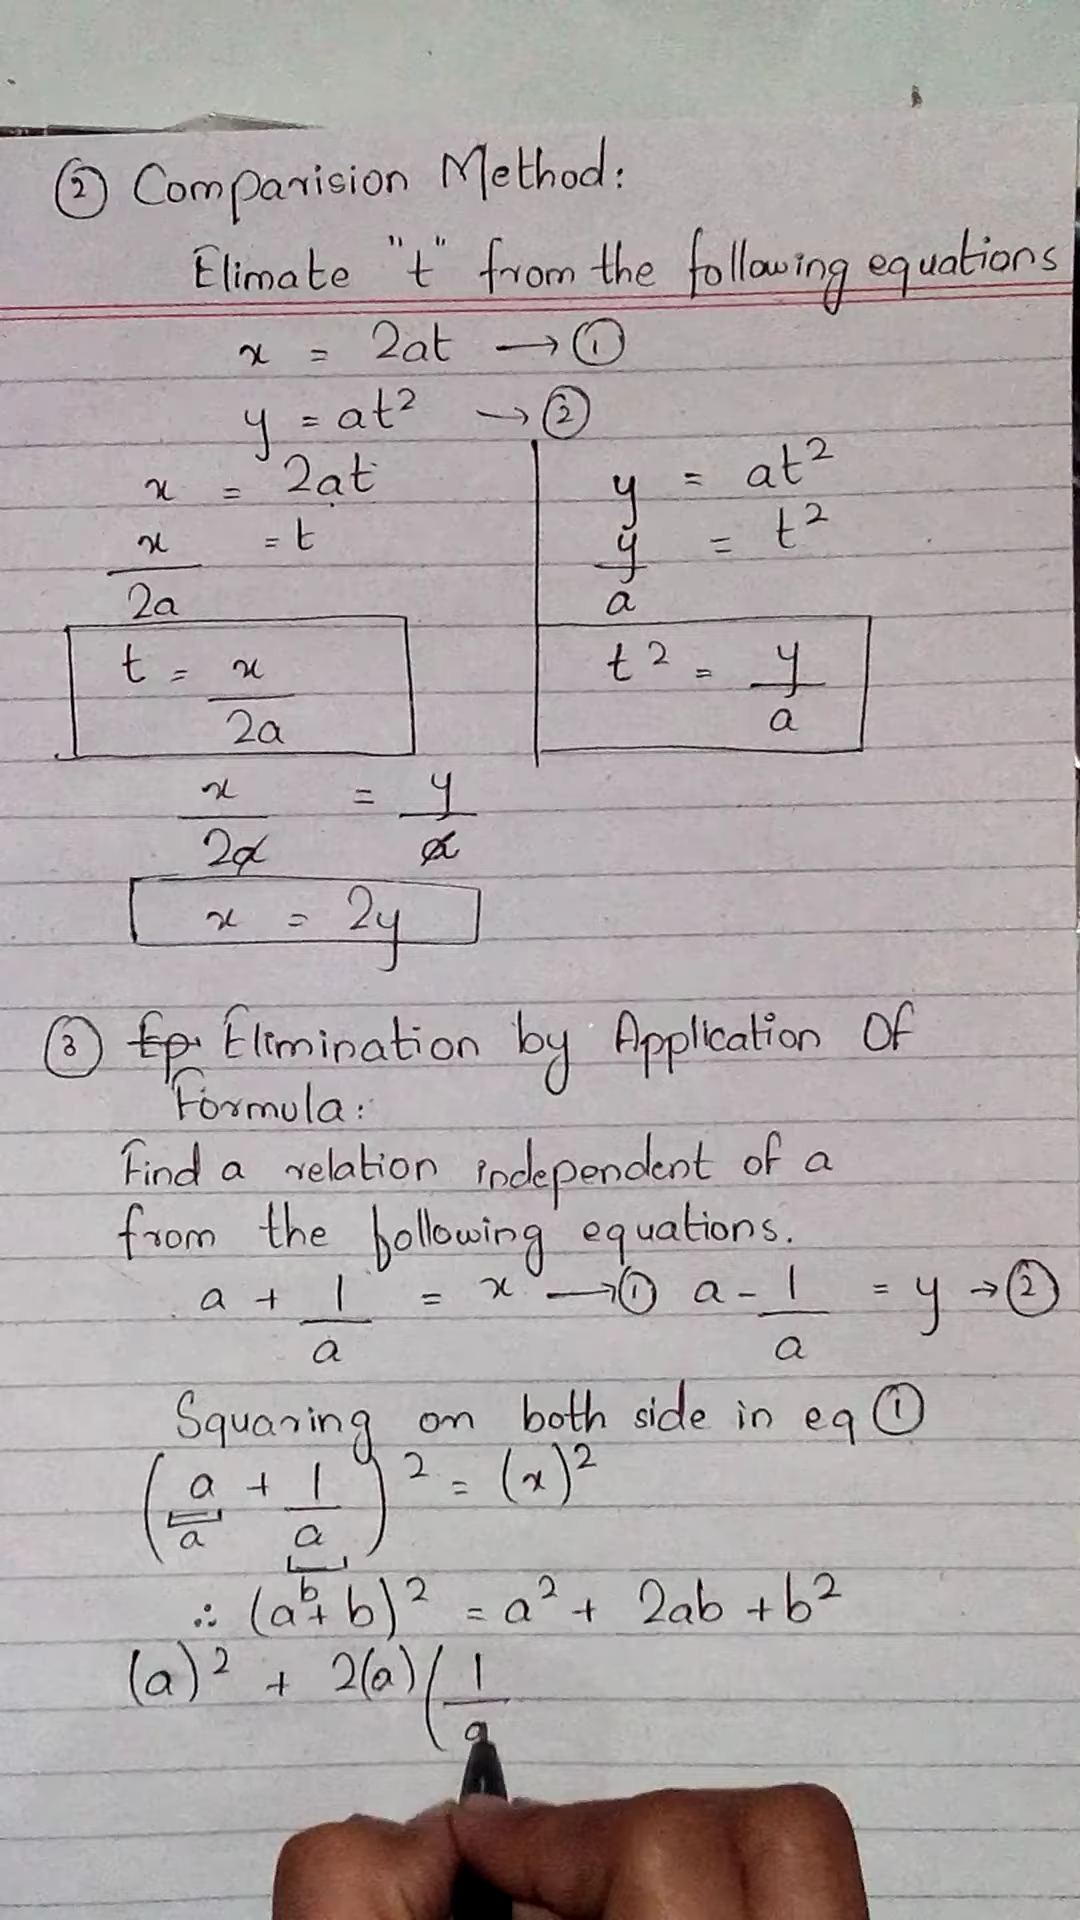 ② Comparision Method:
Elimate "t" from the following equations
x = 2at → ①
y = at² → ②
x = 2at
x/2a = t
t = x/2a
y = at²
y/a = t²
t² = y/a
x/2a = y/a
x = 2y
③ Ep. Elimination by Application Of
Formula:
Find a relation independent of a
from the following equations.
a + 1/a = x → ① a - 1/a = y → ②
Squaring on both side in eq ①
(a + 1/a)² = (x)²
a
b
∴ (a + b)² = a² + 2ab + b²
(a)² + 2(a) (1/a